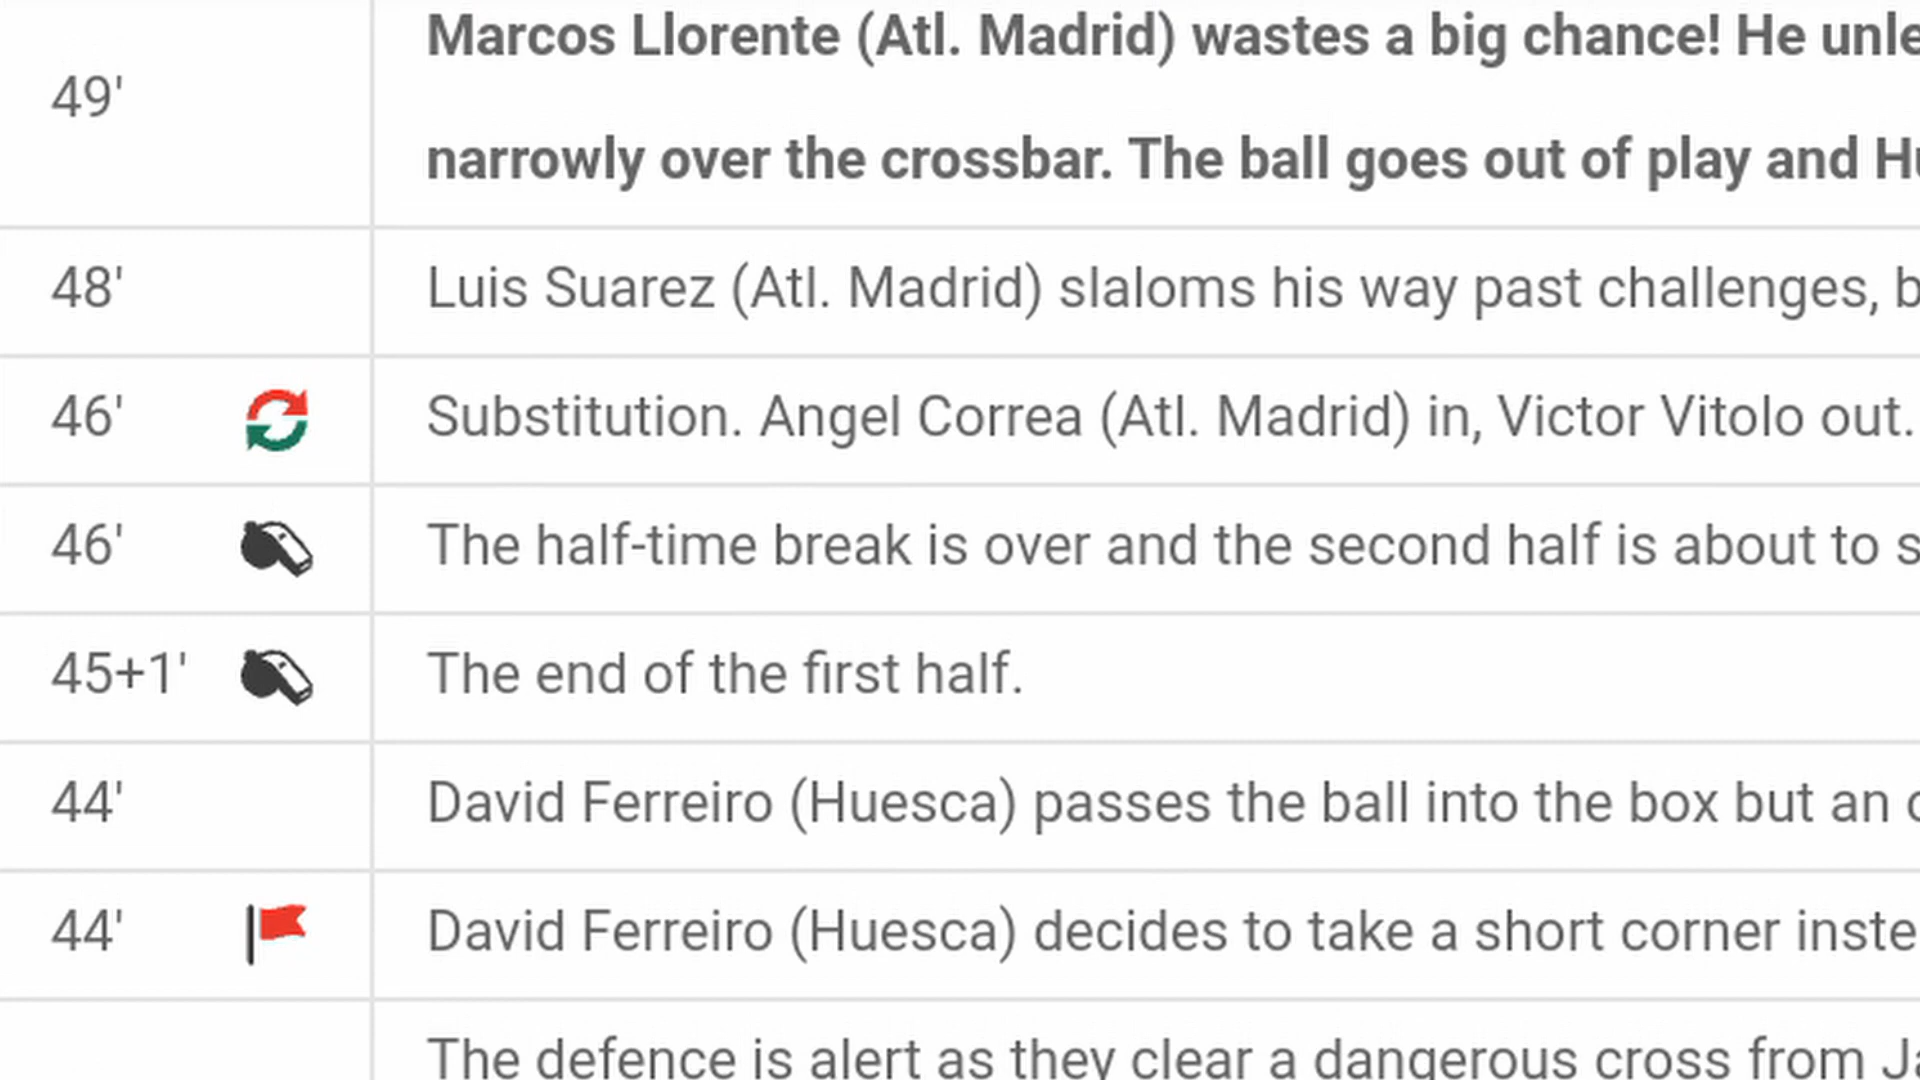 Marcos Llorente (Atl. Madrid) wastes a big chance! He
49'
narrowly over the crossbar. The ball goes out of play and
48' Luis Suarez (Atl. Madrid) slaloms his way past challenges,
46' Substitution. Angel Correa (Atl. Madrid) in, Victor Vitolo out.
46' The half-time break is over and the second half is about to
45+1' The end of the first half.
44' David Ferreiro (Huesca) passes the ball into the box but an
44' David Ferreiro (Huesca) decides to take a short corner
The defence is alert as they clear a dangerous cross from